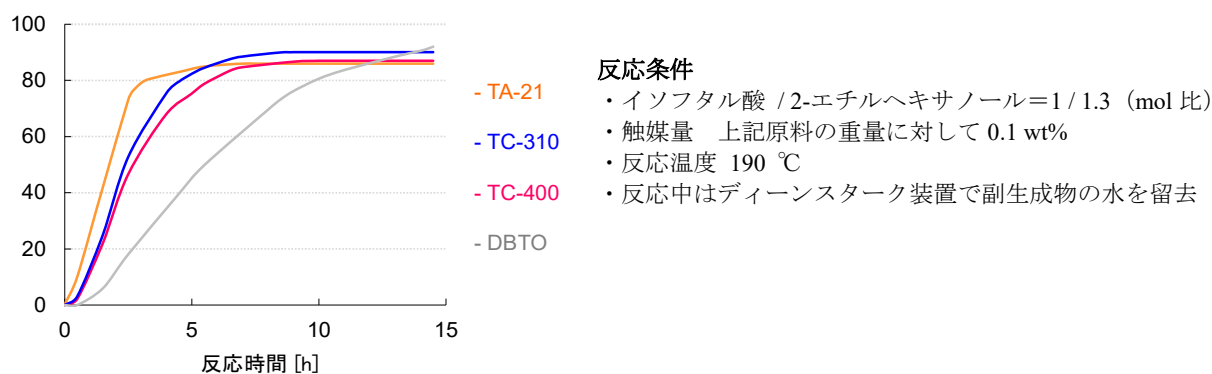 100
80
60
40
20
0
0 5 10 15
反応時間 [h]
- TA-21
- TC-310
- TC-400
- DBTO
反応条件
・イソフタル酸 / 2-エチルヘキサノール＝1 / 1.3（mol 比）
・触媒量　上記原料の重量に対して 0.1 wt%
・反応温度 190 ℃
・反応中はディーンスターク装置で副生成物の水を留去